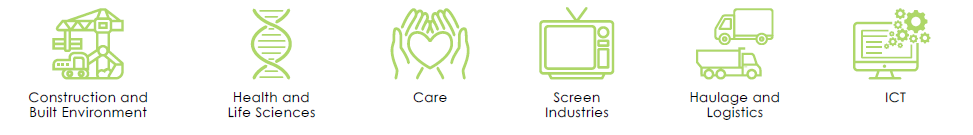 Construction and
Built Environment
Health and
Life Sciences
Care
Screen
Industries
Haulage and
Logistics
ICT